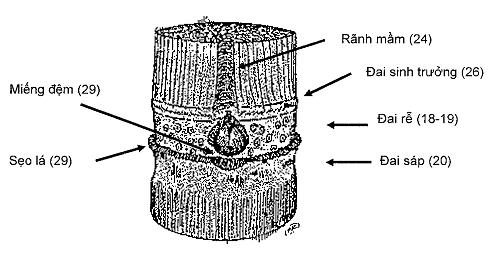 Rãnh mầm (24)
Đai sinh trưởng (26)
Miếng đệm (29)
Đai rễ (18-19)
Sẹo lá (29)
Đai sáp (20)